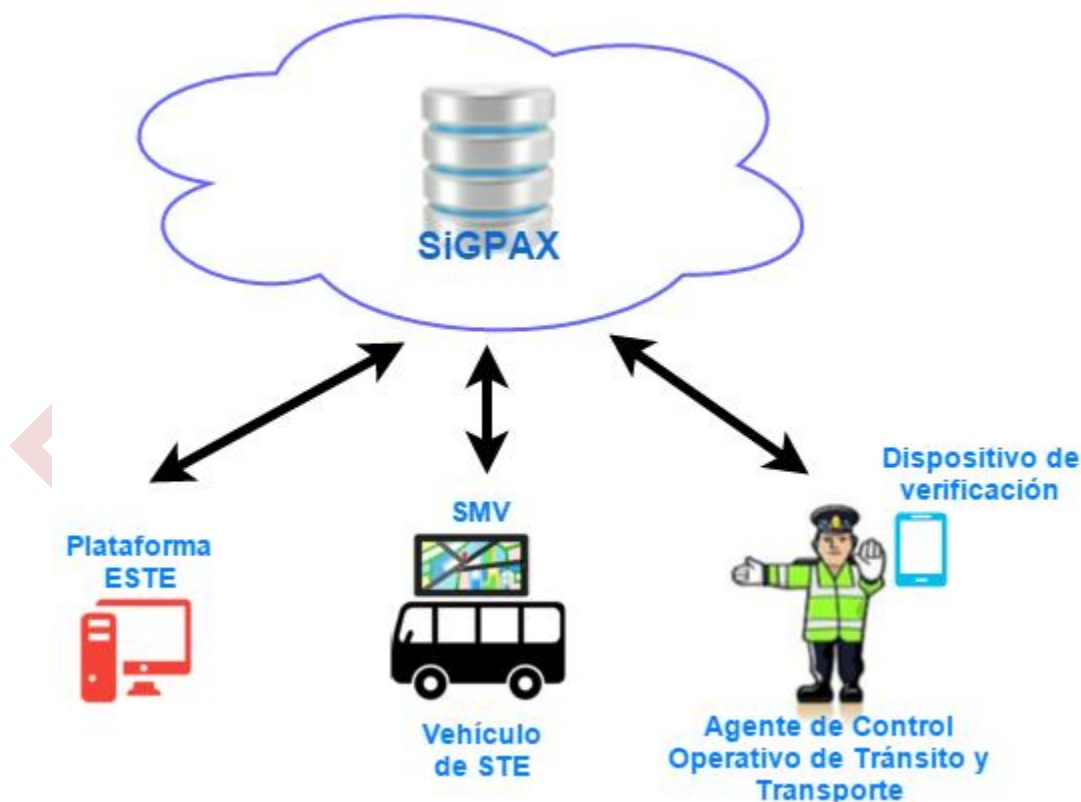 SiGPAX
Plataforma
ESTE
SMV
Vehículo
de STE
Dispositivo de
verificación
Agente de Control
Operativo de Tránsito y
Transporte